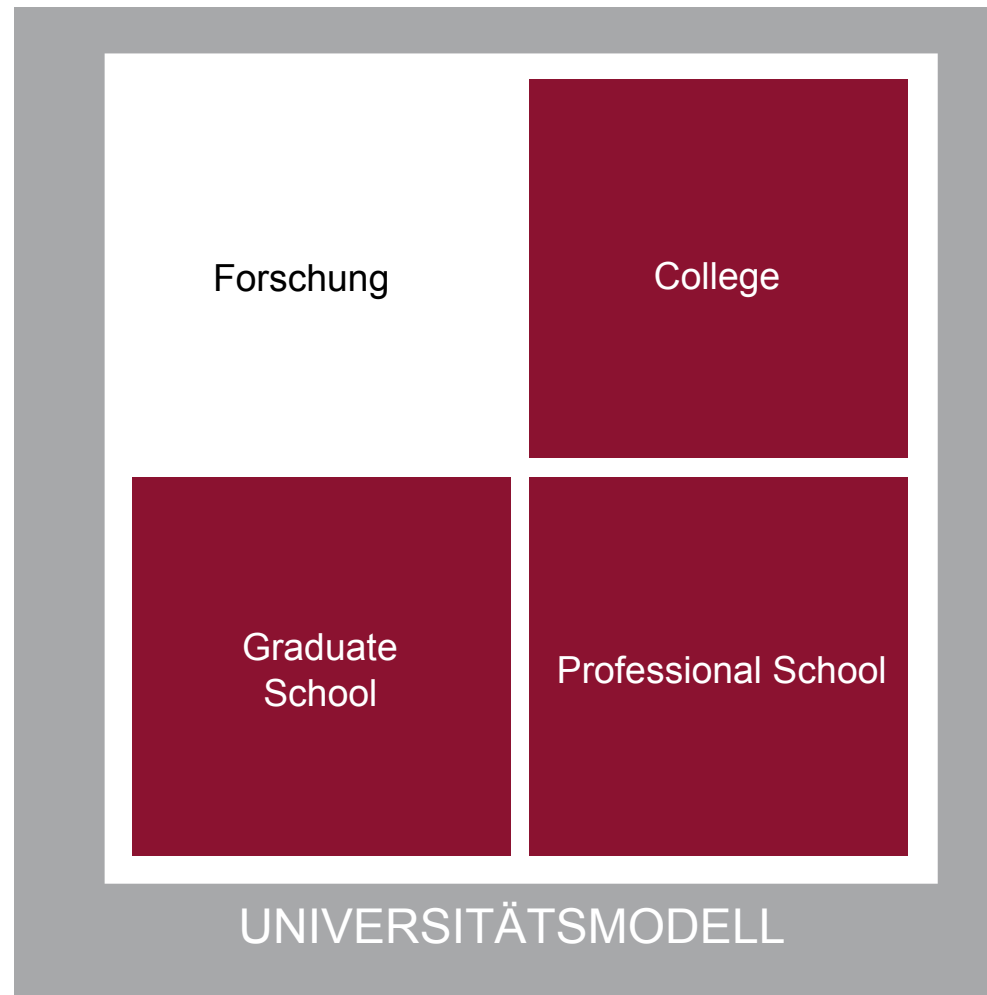 Forschung
College
Graduate
School
Professional School
UNIVERSITÄTSMODELL